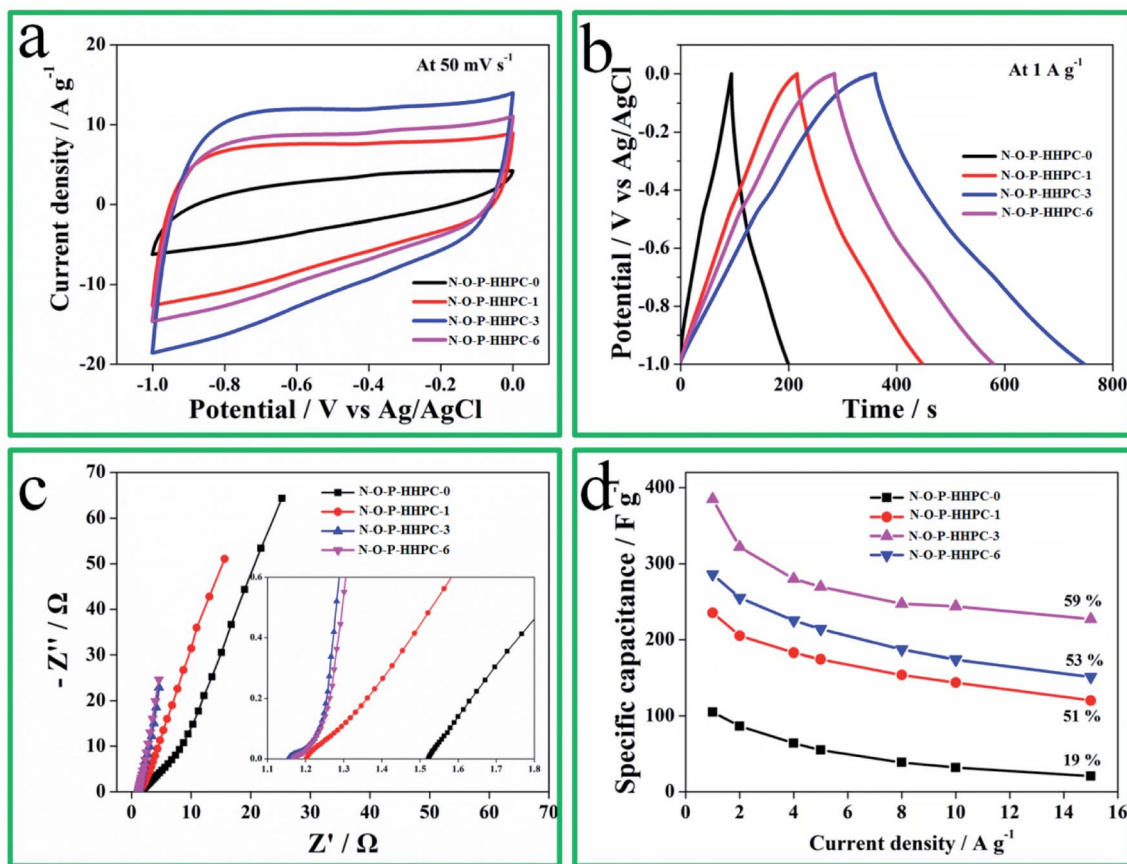 a
At 50 mV s⁻¹
Current density / A g⁻¹
20
10
0
-10
-20
N-O-P-HHPC-0
N-O-P-HHPC-1
N-O-P-HHPC-3
N-O-P-HHPC-6
-1.0 -0.8 -0.6 -0.4 -0.2 0.0
Potential / V vs Ag/AgCl
b
At 1 A g⁻¹
Potential / V vs Ag/AgCl
0.0
-0.2
-0.4
-0.6
-0.8
-1.0
N-O-P-HHPC-0
N-O-P-HHPC-1
N-O-P-HHPC-3
N-O-P-HHPC-6
0 200 400 600 800
Time / s
c
- Z'' / Ω
70
60
50
40
30
20
10
0
N-O-P-HHPC-0
N-O-P-HHPC-1
N-O-P-HHPC-3
N-O-P-HHPC-6
0.6
0.4
0.2
0.0
1.1 1.2 1.3 1.4 1.5 1.6 1.7 1.8
0 10 20 30 40 50 60 70
Z' / Ω
d
Specific capacitance / F g⁻¹
400
300
200
100
0
N-O-P-HHPC-0
N-O-P-HHPC-1
N-O-P-HHPC-3
N-O-P-HHPC-6
59 %
53 %
51 %
19 %
0 2 4 6 8 10 12 14 16
Current density / A g⁻¹